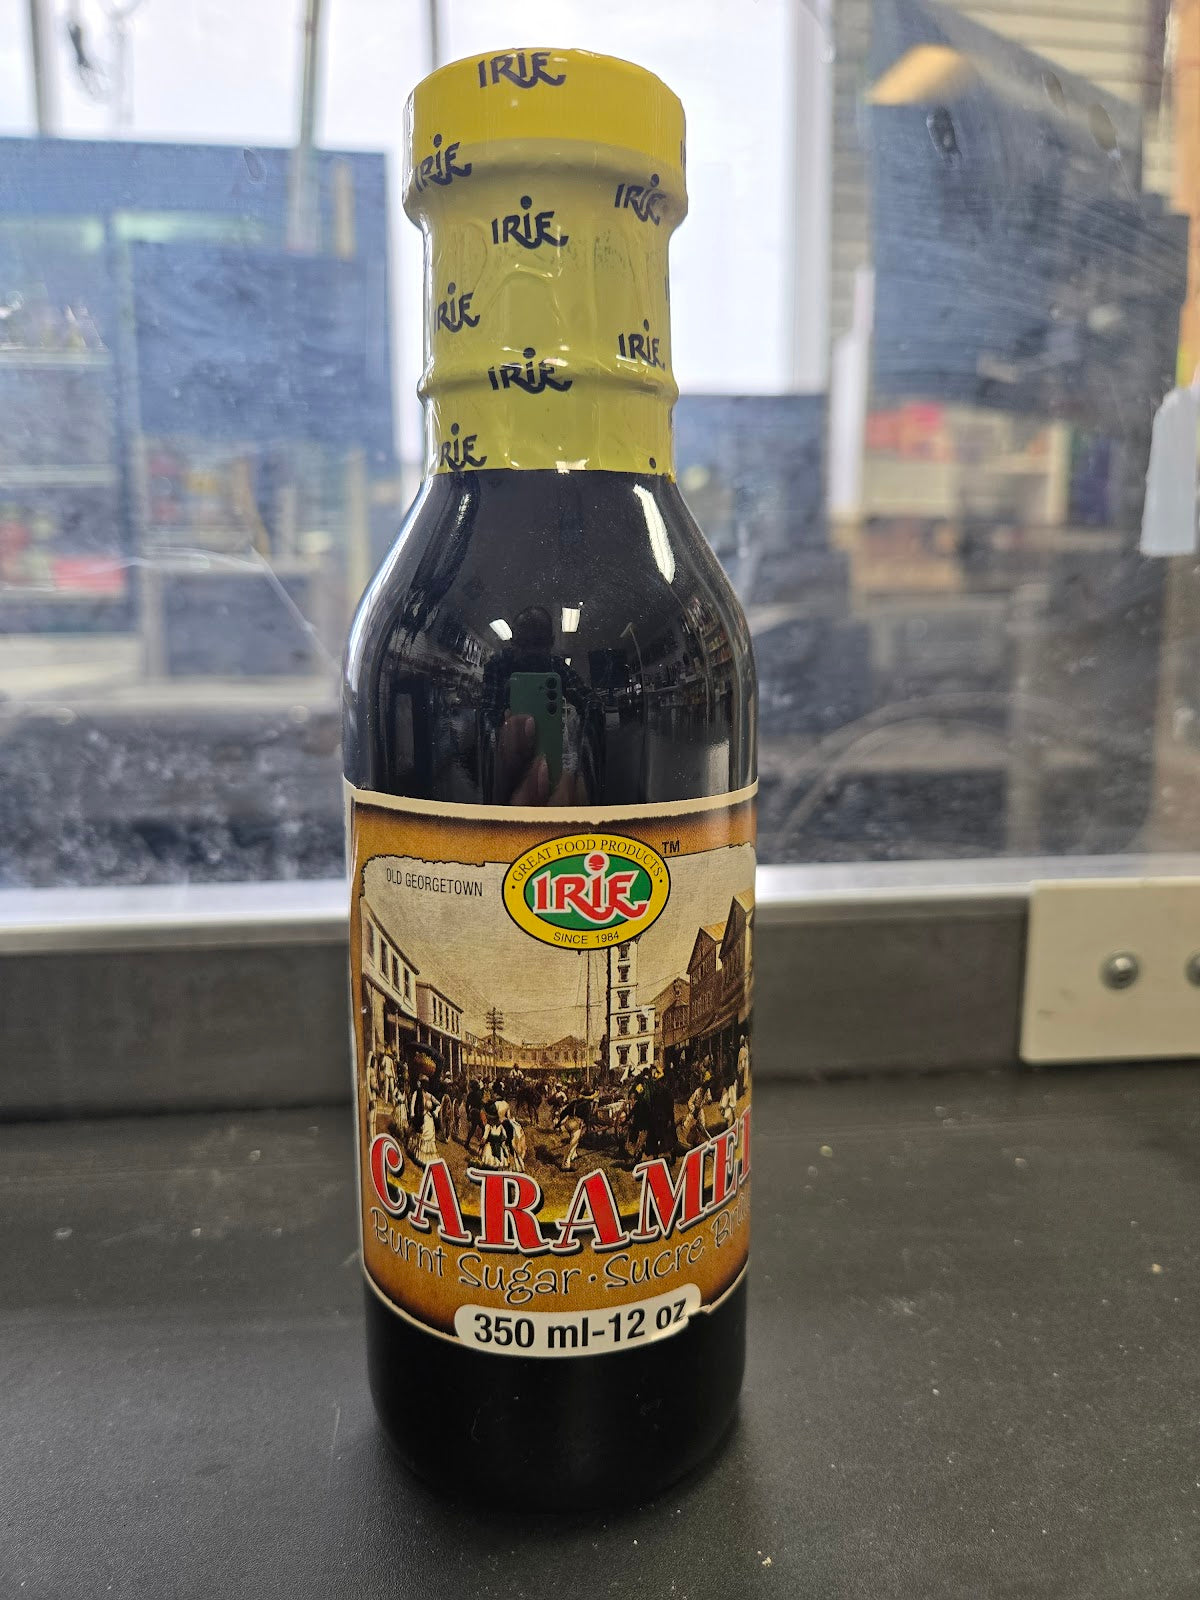 IRIE
IRIE
IRIE
IRIE
IRIE
IRIE
IRIE
IRIE
GREAT FOOD PRODUCTS
TM
IRIE
SINCE 1984
OLD GEORGETOWN
CARAMEL
Burnt Sugar · Sucre
350 ml-12 oz